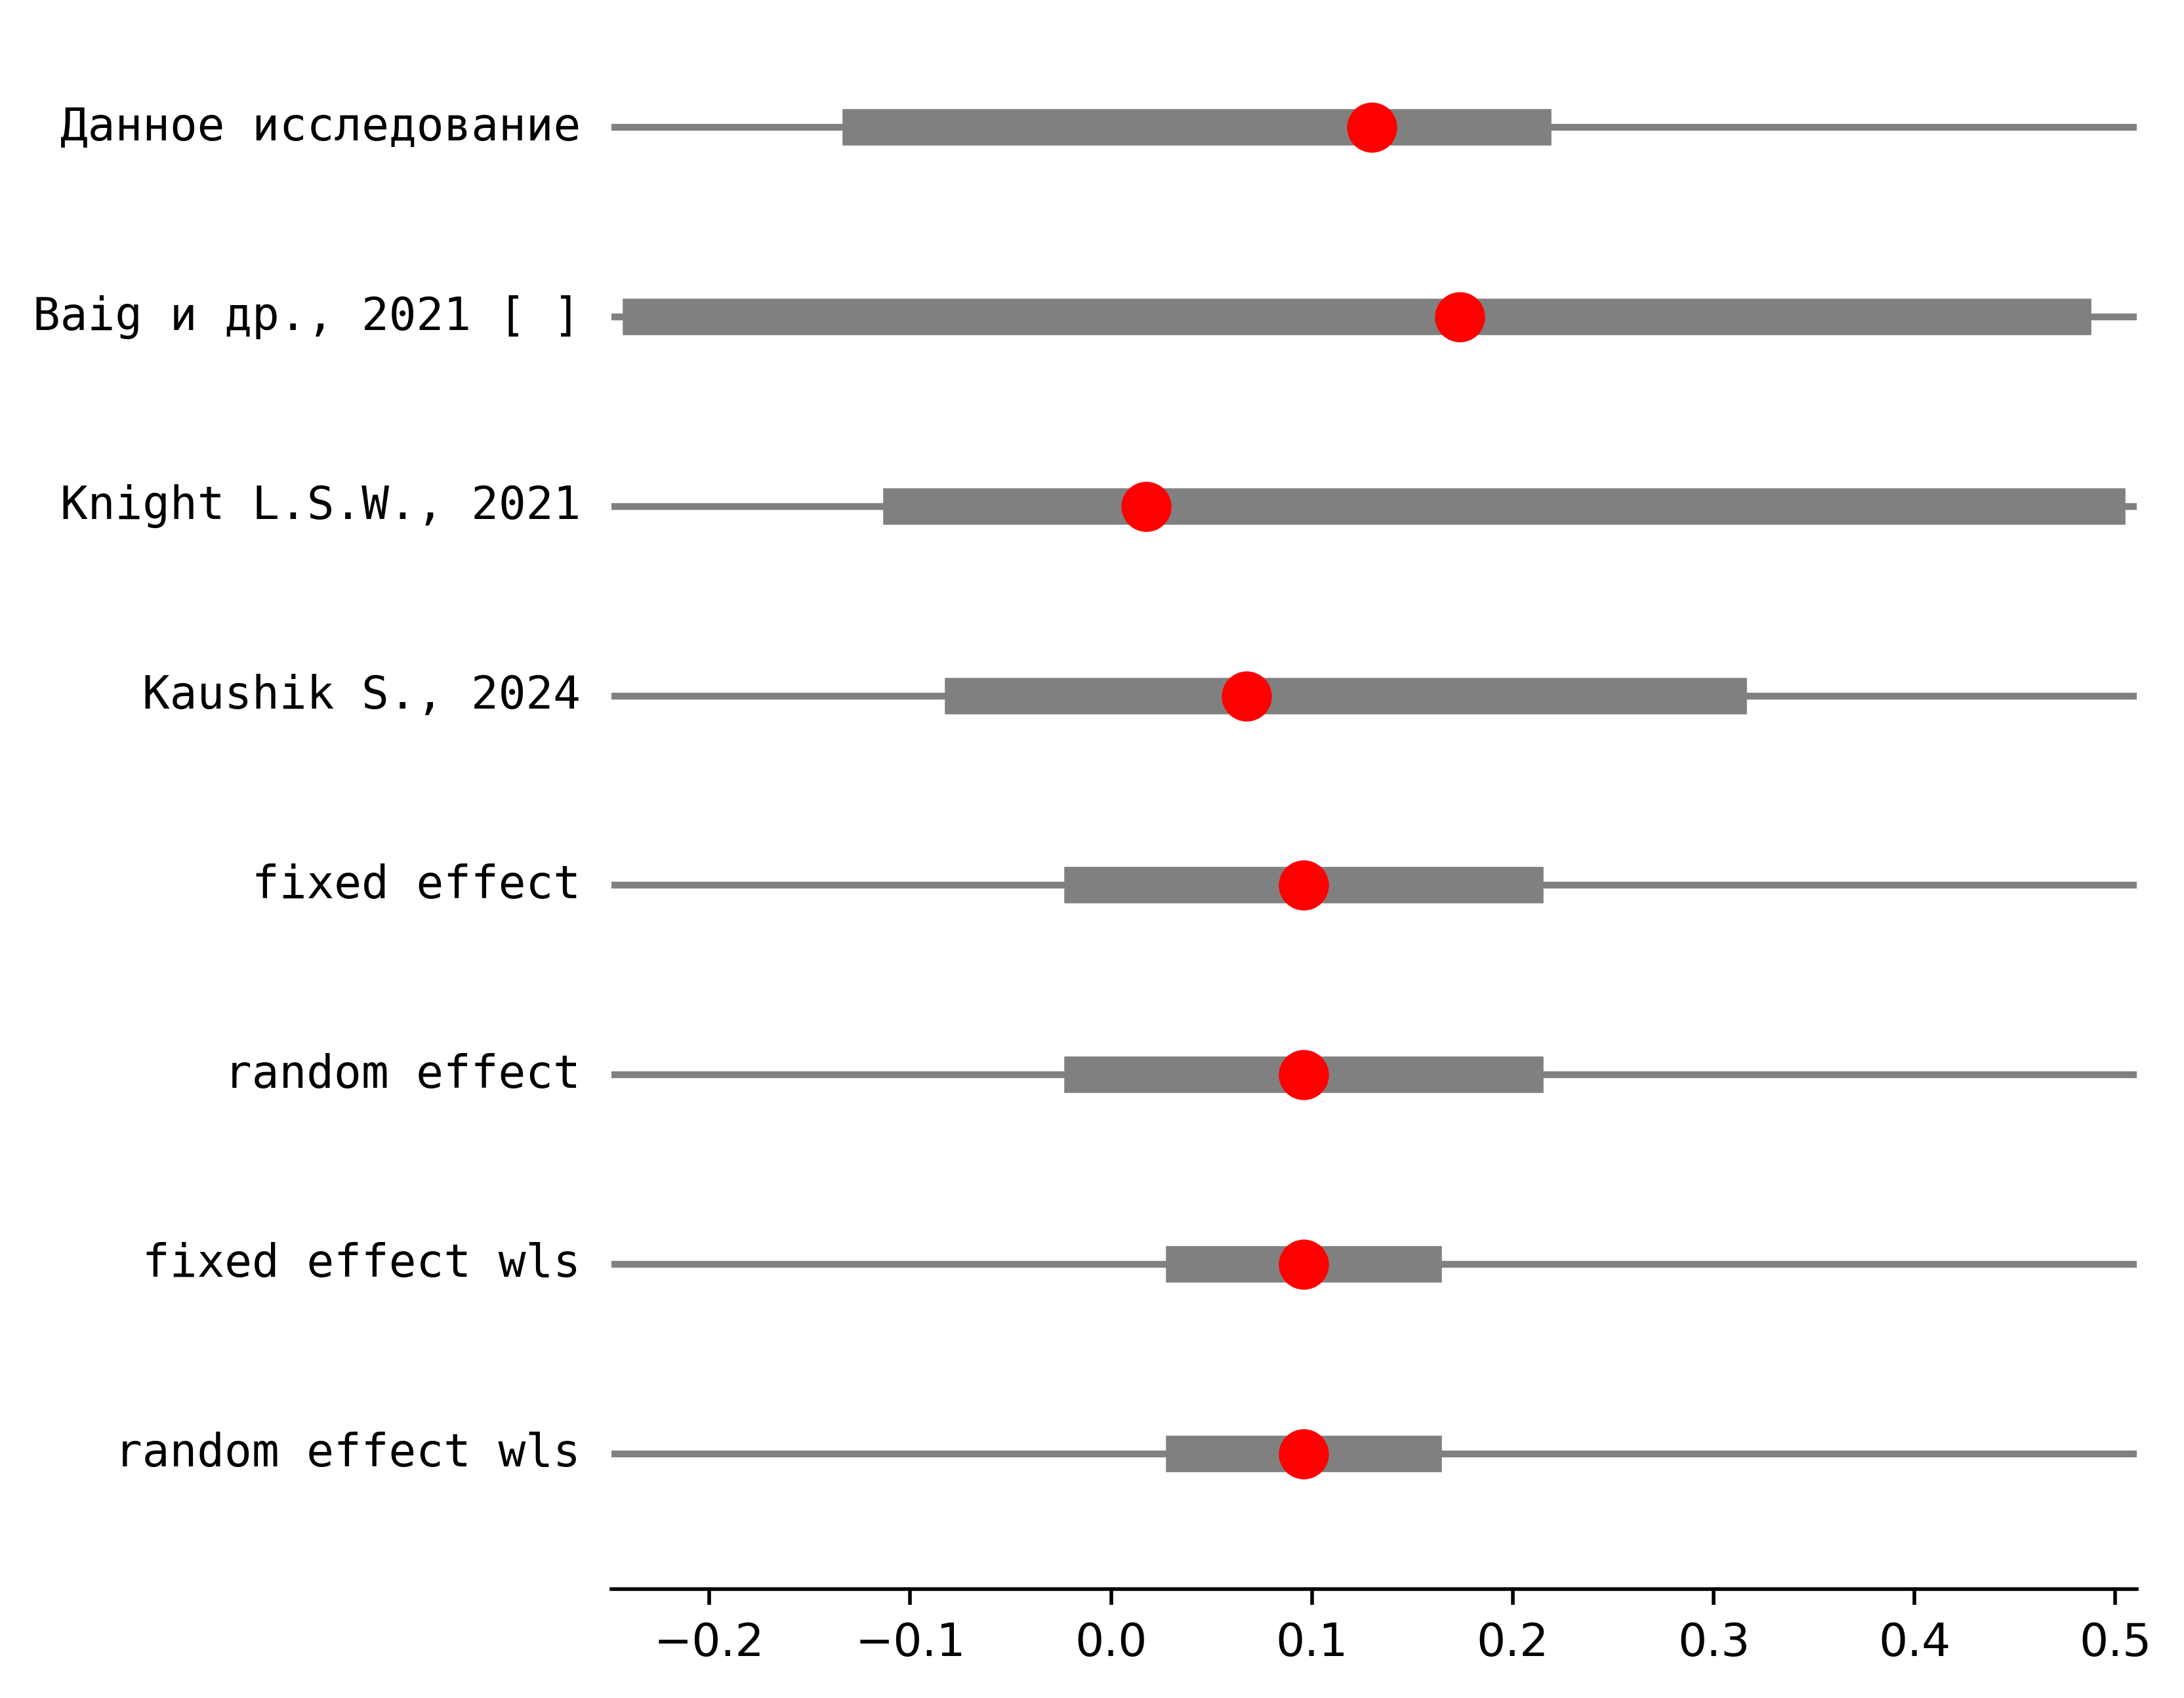 Данное исследование
Baig и др., 2021 [ ]
Knight L.S.W., 2021
Kaushik S., 2024
fixed effect
random effect
fixed effect wls
random effect wls
−0.2 −0.1 0.0 0.1 0.2 0.3 0.4 0.5